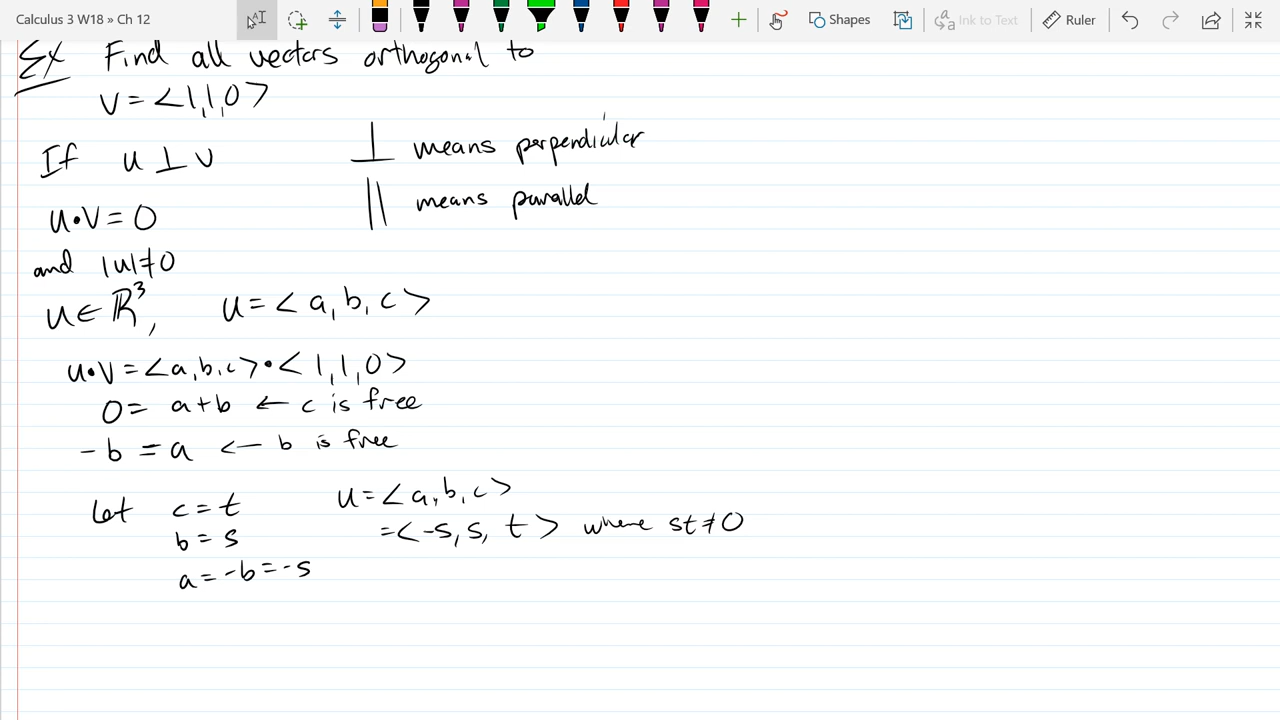 Calculus 3 W18 » Ch 12
Shapes
Ink to Text
Ruler
Ex Find all vectors orthogonal to
v = <1,1,0>
If u ⊥ v
⊥ means perpendicular
|| means parallel
u•v = 0
and |u| ≠ 0
u ∈ ℝ³, u = <a, b, c>
u•v = <a,b,c>•<1,1,0>
0 = a+b ← c is free
-b = a ← b is free
Let c = t
b = s
a = -b = -s
u = <a, b, c>
= <-s, s, t> where st ≠ 0